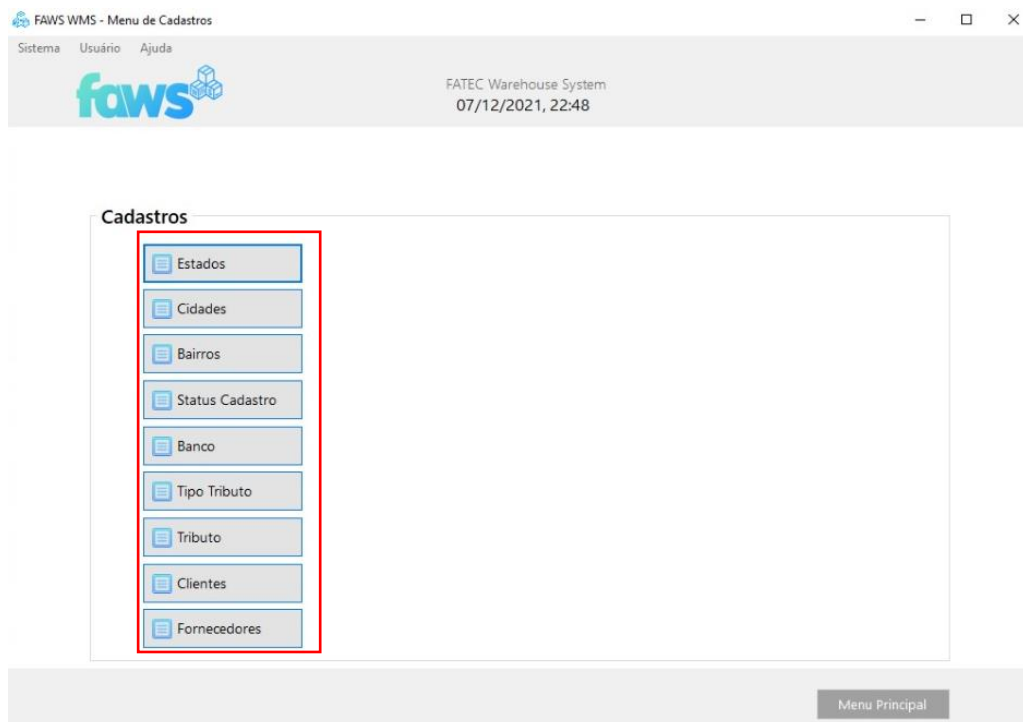 FAWS WMS - Menu de Cadastros
Sistema Usuário Ajuda
faws
FATEC Warehouse System
07/12/2021, 22:48
Cadastros
Estados
Cidades
Bairros
Status Cadastro
Banco
Tipo Tributo
Tributo
Clientes
Fornecedores
Menu Principal